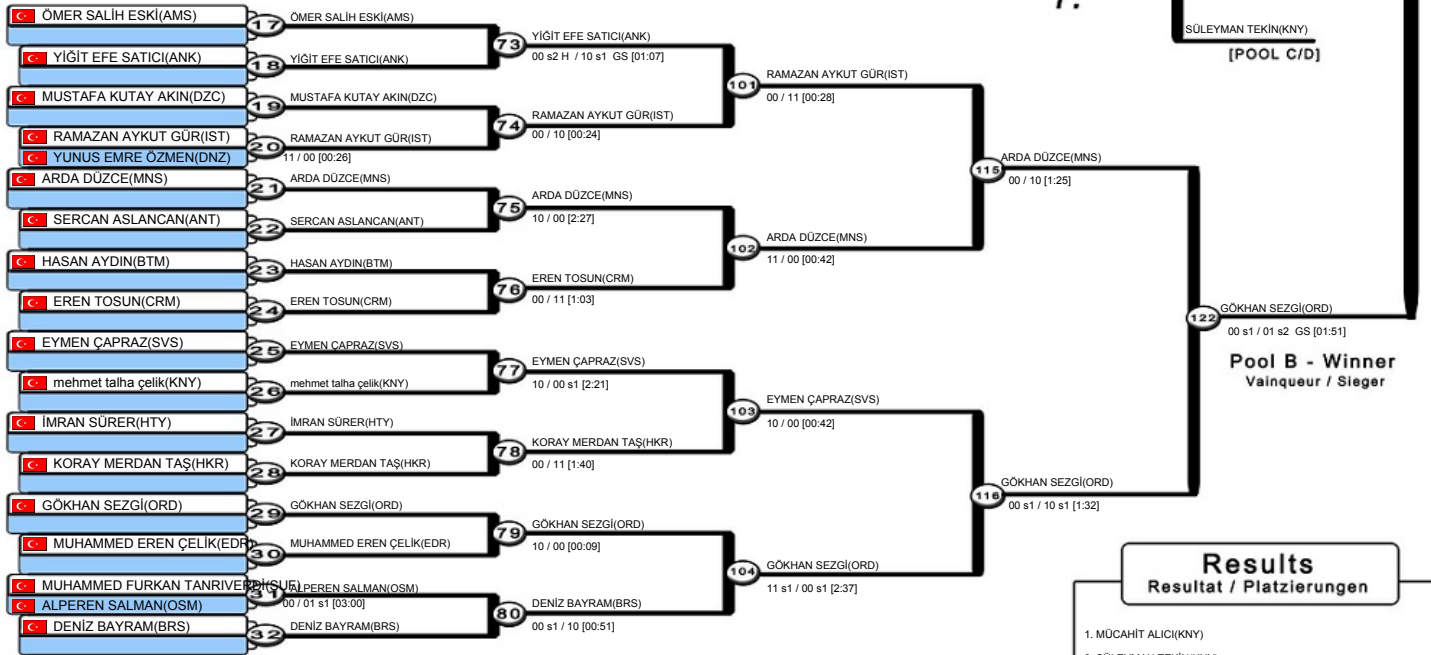 ÖMER SALİH ESKİ(AMS)
17
ÖMER SALİH ESKİ(AMS)
YİĞİT EFE SATICI(ANK)
18
YİĞİT EFE SATICI(ANK)
73
YİĞİT EFE SATICI(ANK)
00 s2 H / 10 s1 GS [01:07]
MUSTAFA KUTAY AKIN(DZC)
19
MUSTAFA KUTAY AKIN(DZC)
RAMAZAN AYKUT GÜR(IST)
YUNUS EMRE ÖZMEN(DNZ)
20
RAMAZAN AYKUT GÜR(IST)
11 / 00 [00:26]
74
RAMAZAN AYKUT GÜR(IST)
00 / 10 [00:24]
101
RAMAZAN AYKUT GÜR(IST)
00 / 11 [00:28]
ARDA DÜZCE(MNS)
21
ARDA DÜZCE(MNS)
SERCAN ASLANCAN(ANT)
22
SERCAN ASLANCAN(ANT)
75
ARDA DÜZCE(MNS)
10 / 00 [2:27]
HASAN AYDIN(BTM)
23
HASAN AYDIN(BTM)
EREN TOSUN(CRM)
24
EREN TOSUN(CRM)
76
EREN TOSUN(CRM)
00 / 11 [1:03]
102
ARDA DÜZCE(MNS)
11 / 00 [00:42]
115
ARDA DÜZCE(MNS)
00 / 10 [1:25]
EYMEN ÇAPRAZ(SVS)
25
EYMEN ÇAPRAZ(SVS)
mehmet talha çelik(KNY)
26
mehmet talha çelik(KNY)
77
EYMEN ÇAPRAZ(SVS)
10 / 00 s1 [2:21]
İMRAN SÜRER(HTY)
27
İMRAN SÜRER(HTY)
KORAY MERDAN TAŞ(HKR)
28
KORAY MERDAN TAŞ(HKR)
78
KORAY MERDAN TAŞ(HKR)
00 / 11 [1:40]
103
EYMEN ÇAPRAZ(SVS)
10 / 00 [00:42]
GÖKHAN SEZGİ(ORD)
29
GÖKHAN SEZGİ(ORD)
MUHAMMED EREN ÇELİK(EDR)
30
MUHAMMED EREN ÇELİK(EDR)
79
GÖKHAN SEZGİ(ORD)
10 / 00 [00:09]
MUHAMMED FURKAN TANRIVERDİ(SUF)
ALPEREN SALMAN(OSM)
31
ALPEREN SALMAN(OSM)
00 / 01 s1 [03:00]
DENİZ BAYRAM(BRS)
32
DENİZ BAYRAM(BRS)
80
DENİZ BAYRAM(BRS)
00 s1 / 10 [00:51]
104
GÖKHAN SEZGİ(ORD)
11 s1 / 00 s1 [2:37]
116
GÖKHAN SEZGİ(ORD)
00 s1 / 10 s1 [1:32]
122
GÖKHAN SEZGİ(ORD)
00 s1 / 01 s2 GS [01:51]
Pool B - Winner
Vainqueur / Sieger
SÜLEYMAN TEKİN(KNY)
[POOL C/D]
Results
Resultat / Platzierungen
1. MÜCAHİT ALICI(KNY)